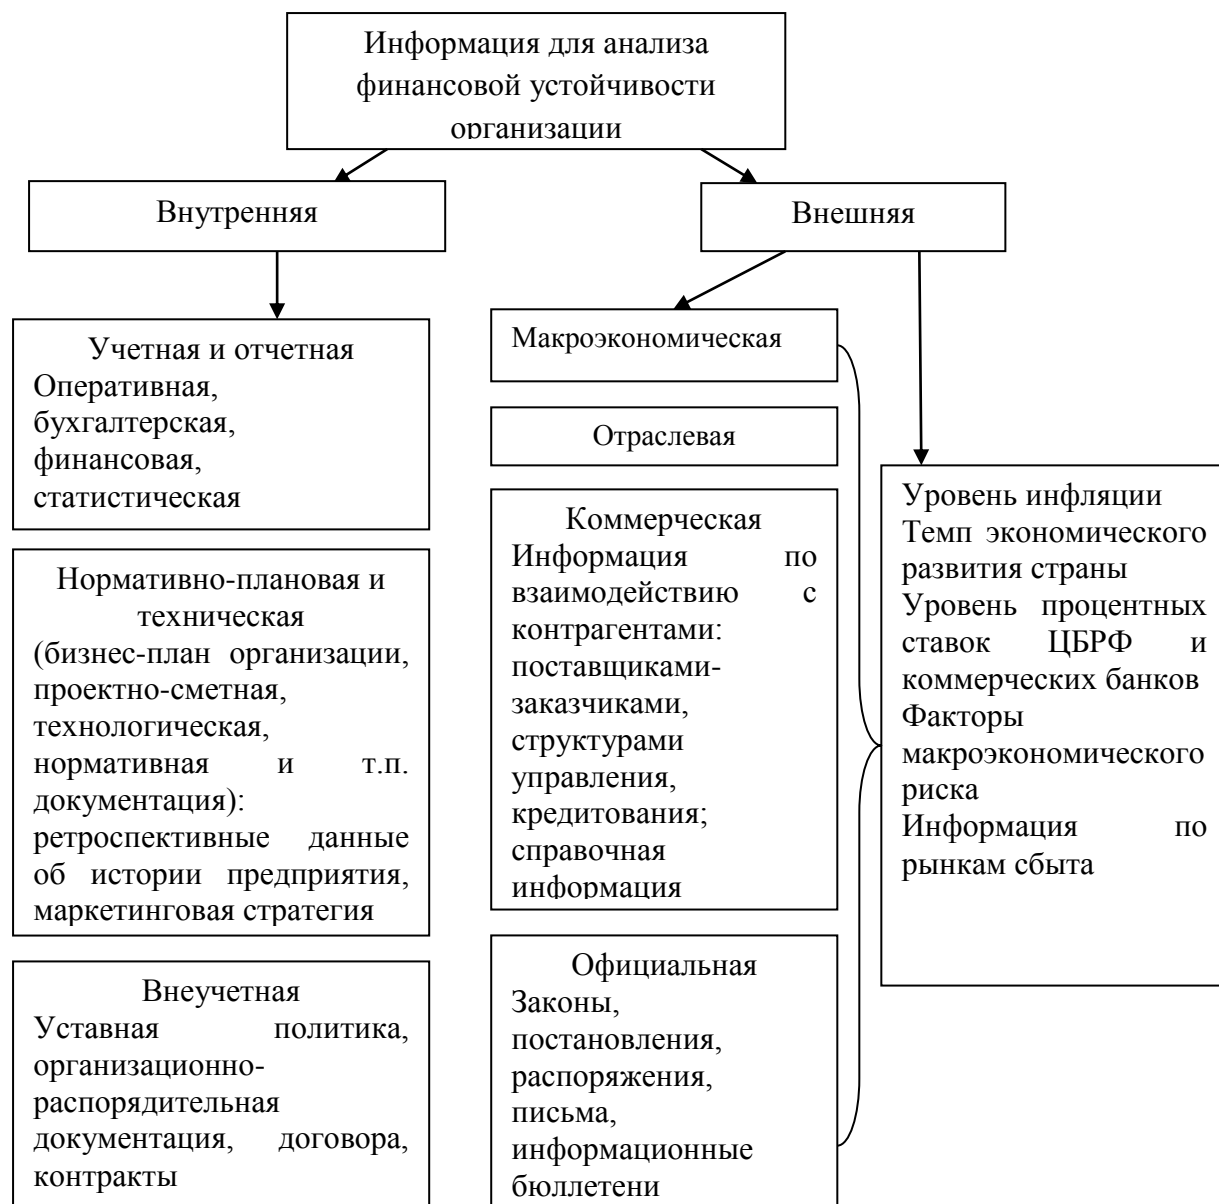 Информация для анализа
финансовой устойчивости
организации
Внутренняя
Внешняя
Учетная и отчетная
Оперативная,
бухгалтерская,
финансовая,
статистическая
Нормативно-плановая и
техническая
(бизнес-план организации,
проектно-сметная,
технологическая,
нормативная и т.п.
документация):
ретроспективные данные
об истории предприятия,
маркетинговая стратегия
Внеучетная
Уставная политика,
организационно-
распорядительная
документация, договора,
контракты
Макроэкономическая
Отраслевая
Коммерческая
Информация по
взаимодействию с
контрагентами:
поставщиками-
заказчиками,
структурами
управления,
кредитования;
справочная
информация
Официальная
Законы,
постановления,
распоряжения,
письма,
информационные
бюллетени
Уровень инфляции
Темп экономического
развития страны
Уровень процентных
ставок ЦБРФ и
коммерческих банков
Факторы
макроэкономического
риска
Информация по
рынкам сбыта